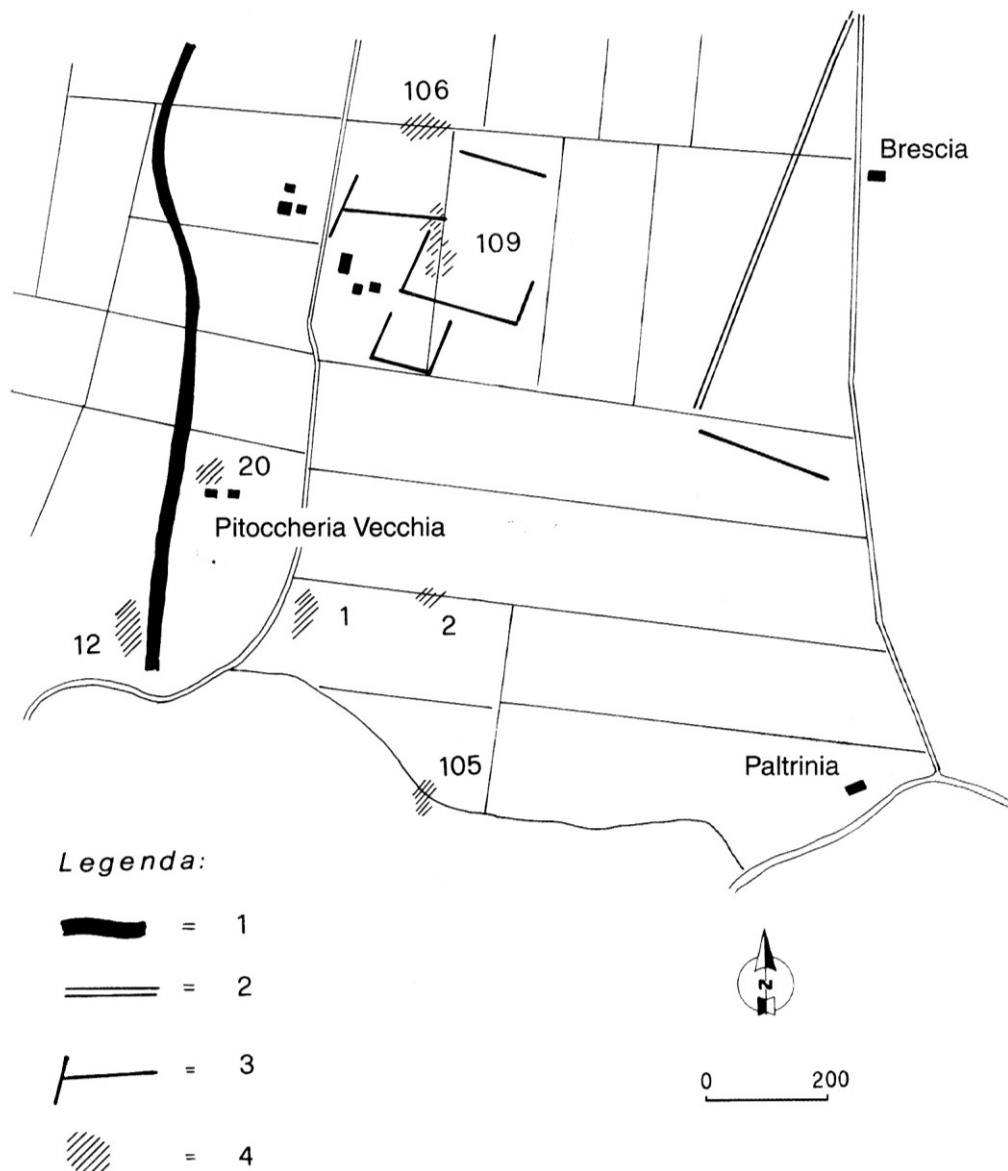 106
Brescia
109
20
Pitoccheria Vecchia
1
2
12
105
Paltrinia
Legenda:
= 1
= 2
= 3
= 4
N
0 200